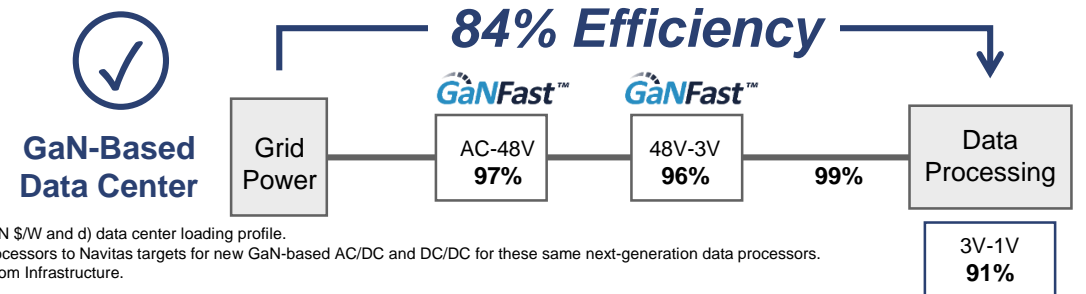 84% Efficiency
GaNFast™ GaNFast™
GaN-Based
Data Center
Grid
Power
AC-48V
97%
48V-3V
96%
99%
Data
Processing
N $/W and d) data center loading profile.
ocessors to Navitas targets for new GaN-based AC/DC and DC/DC for these same next-generation data processors.
om Infrastructure.
3V-1V
91%